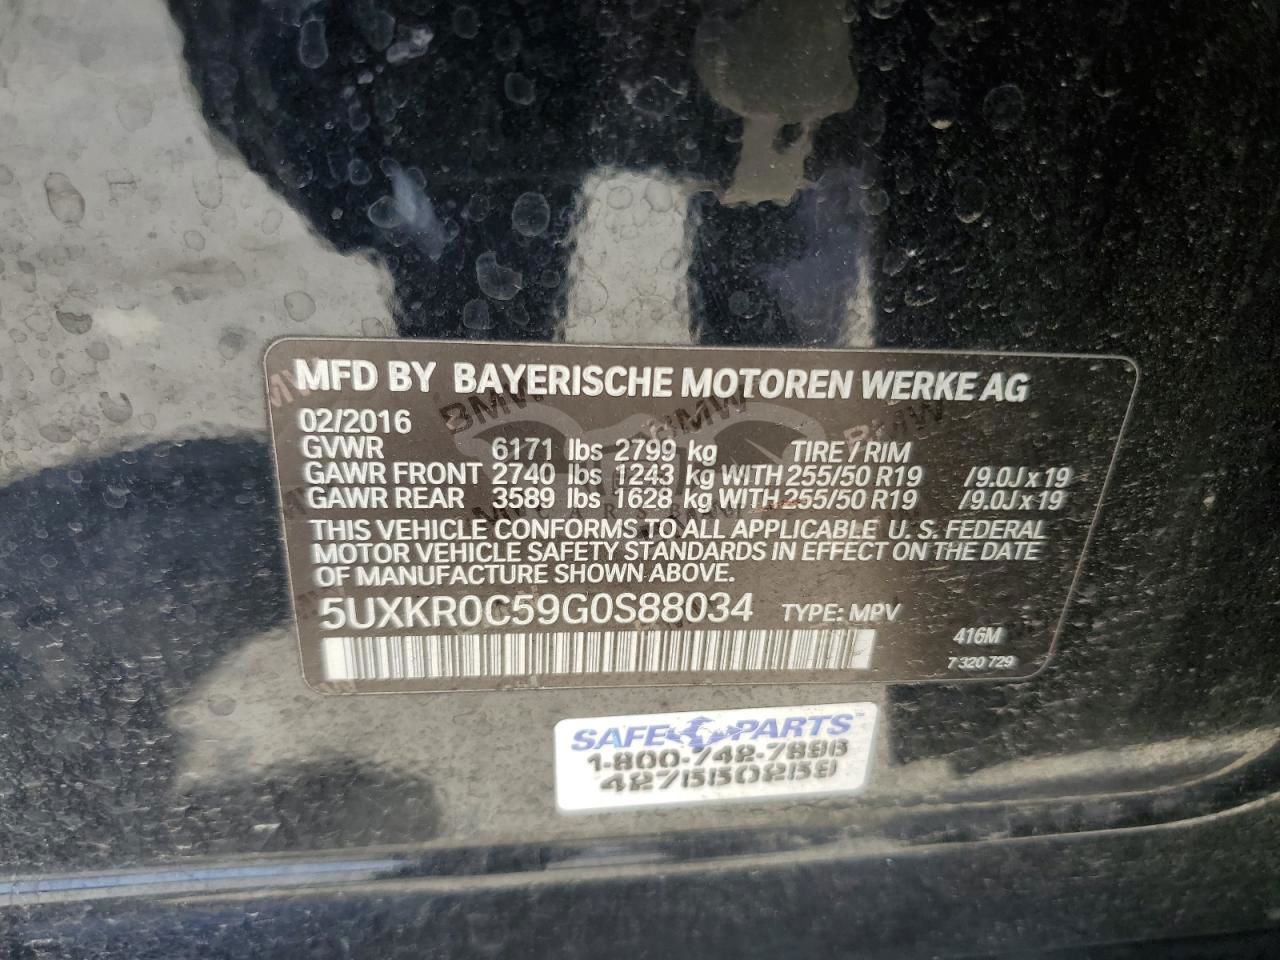 MFD BY BAYERISCHE MOTOREN WERKE AG
02/2016
GVWR 6171 lbs 2799 kg TIRE / RIM
GAWR FRONT 2740 lbs 1243 kg WITH 255/50 R19 /9.0J x 19
GAWR REAR 3589 lbs 1628 kg WITH 255/50 R19 /9.0J x 19
THIS VEHICLE CONFORMS TO ALL APPLICABLE U. S. FEDERAL
MOTOR VEHICLE SAFETY STANDARDS IN EFFECT ON THE DATE
OF MANUFACTURE SHOWN ABOVE.
5UXKR0C59G0S88034 TYPE: MPV
416M
7 320 729
SAFE PARTS™
1-800-742-7896